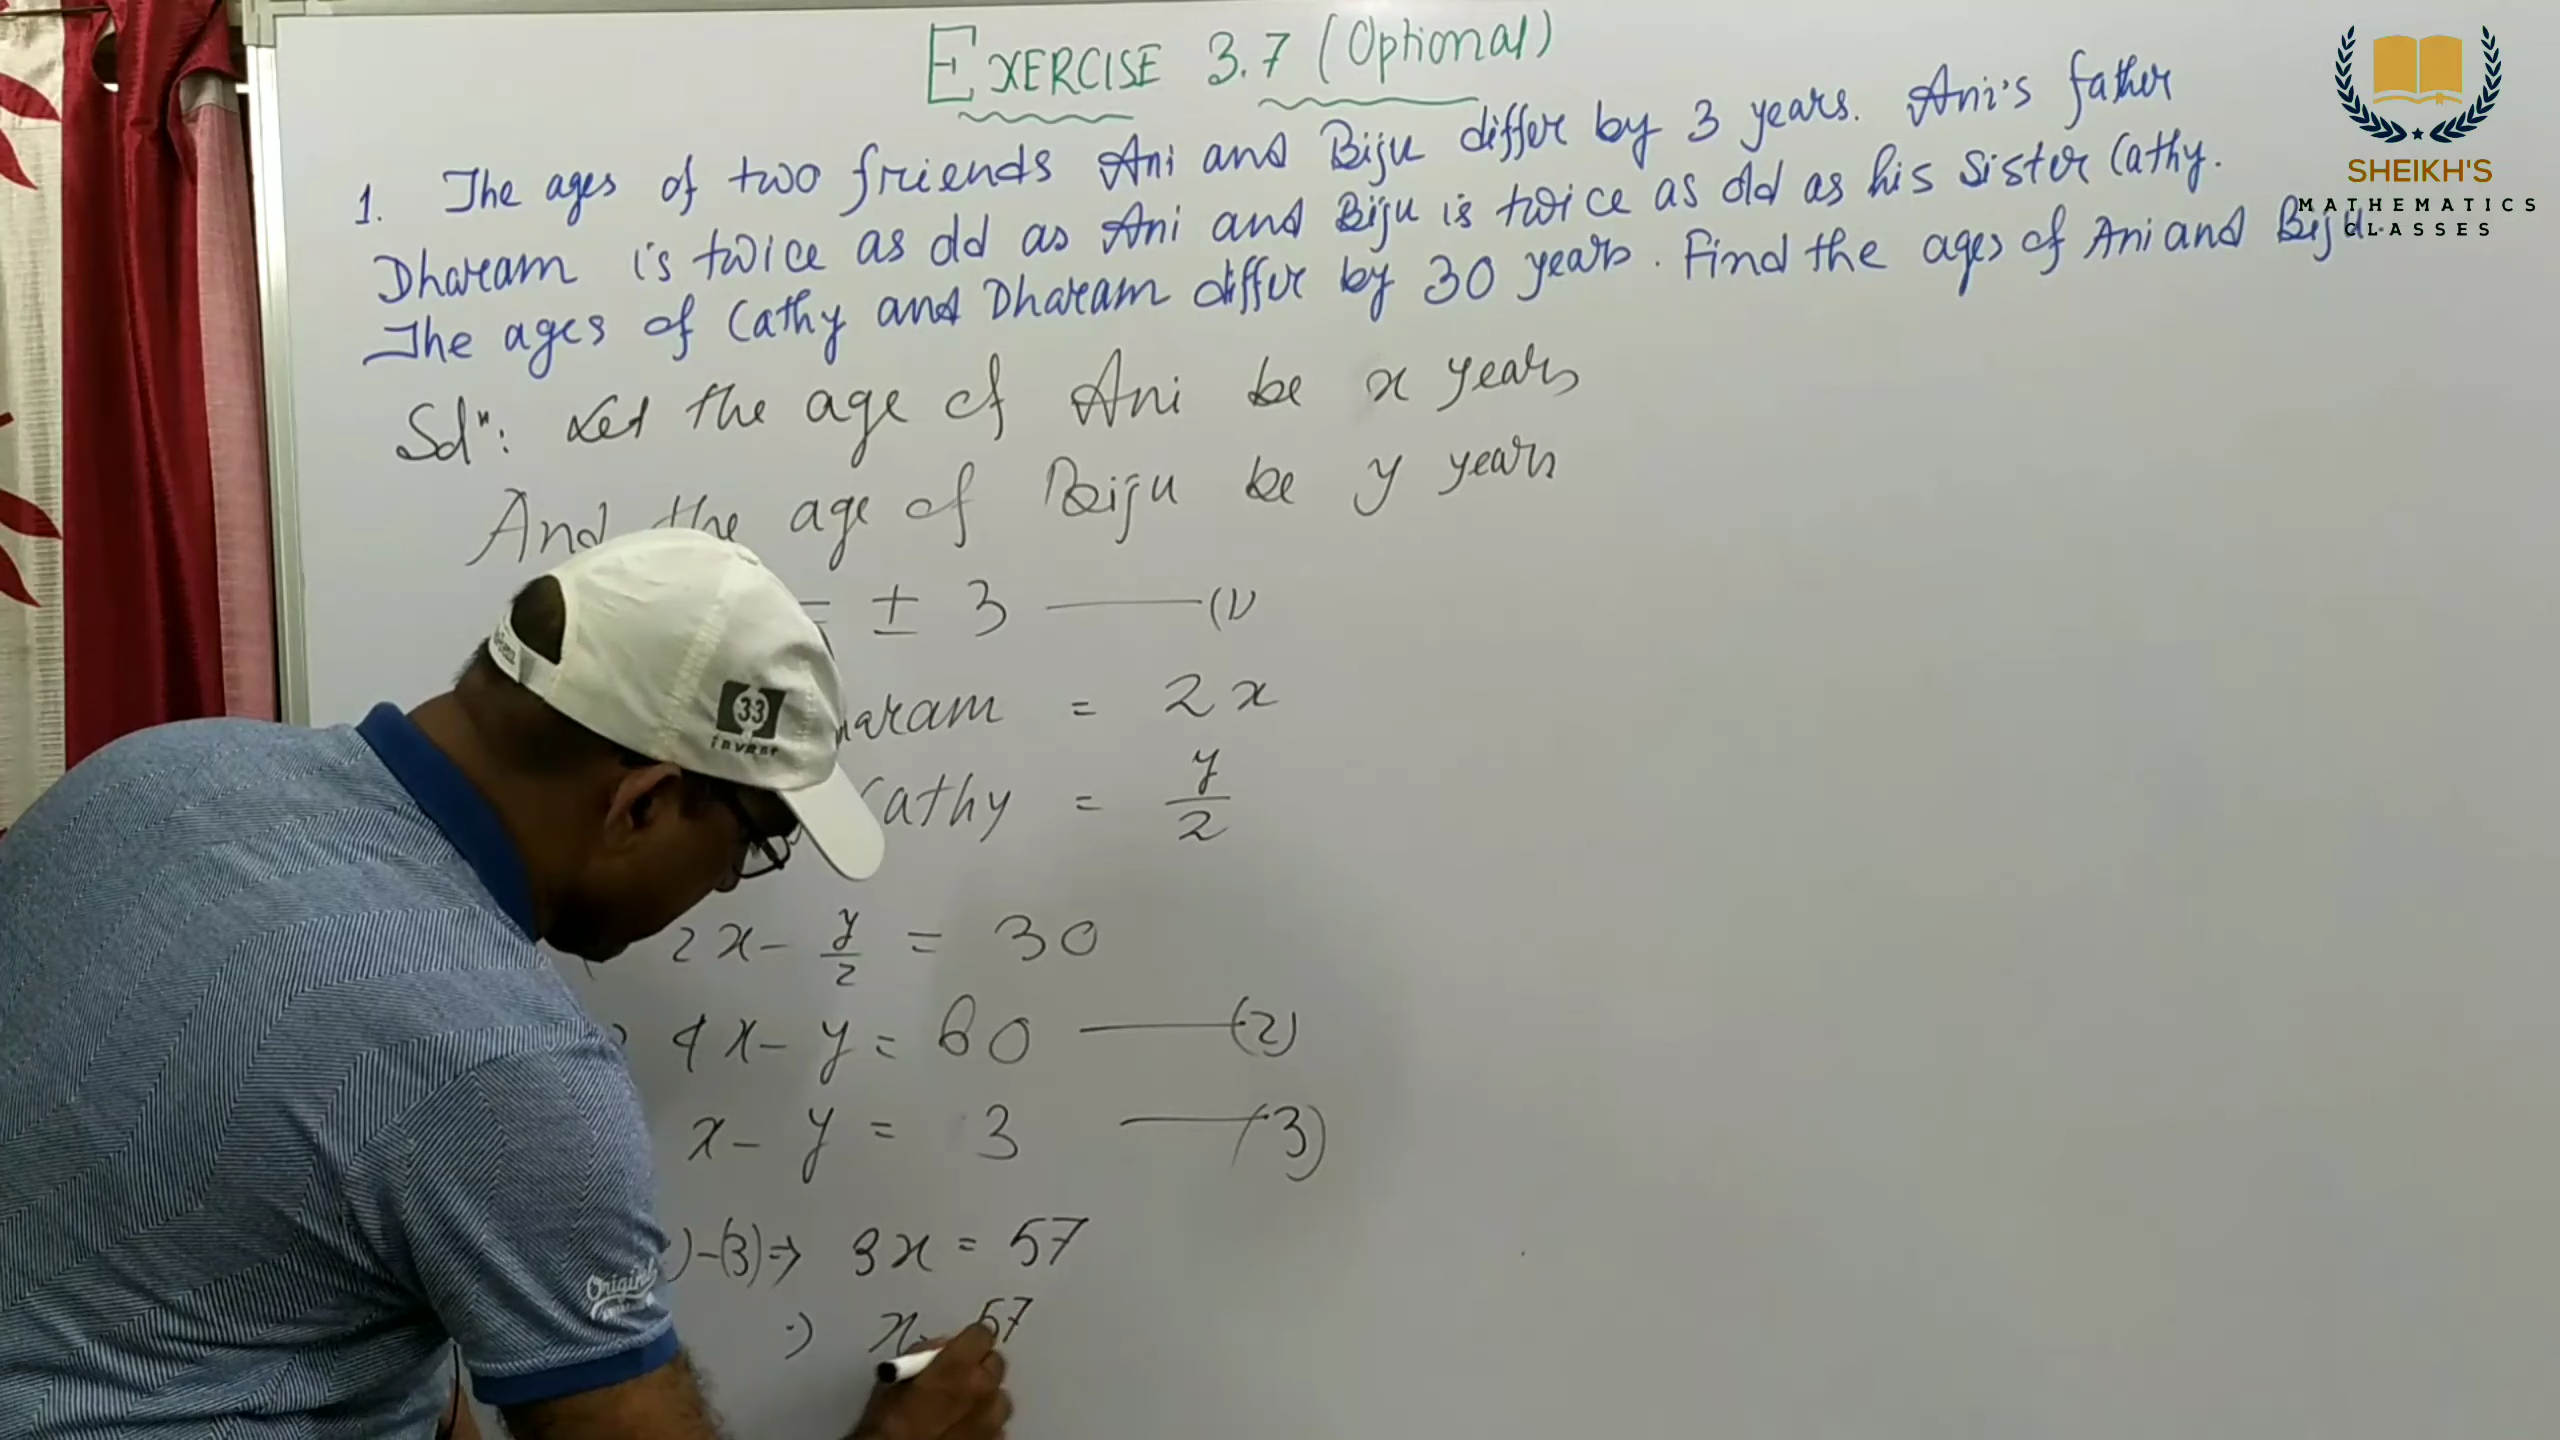 EXERCISE 3.7 (Optional)
1. The ages of two friends Ani and Biju differ by 3 years. Ani's father
Dharam is twice as old as Ani and Biju is twice as old as his sister Cathy.
The ages of Cathy and Dharam differ by 30 years. Find the ages of Ani and Biju.
SHEIKH'S
MATHEMATICS
CLASSES
Solⁿ: Let the age of Ani be x years
And the age of Biju be y years
= ± 3 —— (1)
haram = 2x
Cathy = y/2
2x - y/2 = 30
4x - y = 60 —— (2)
x - y = 3 —— (3)
) - (3) ⇒ 3x = 57
⇒ x = 57
33
invent
Original